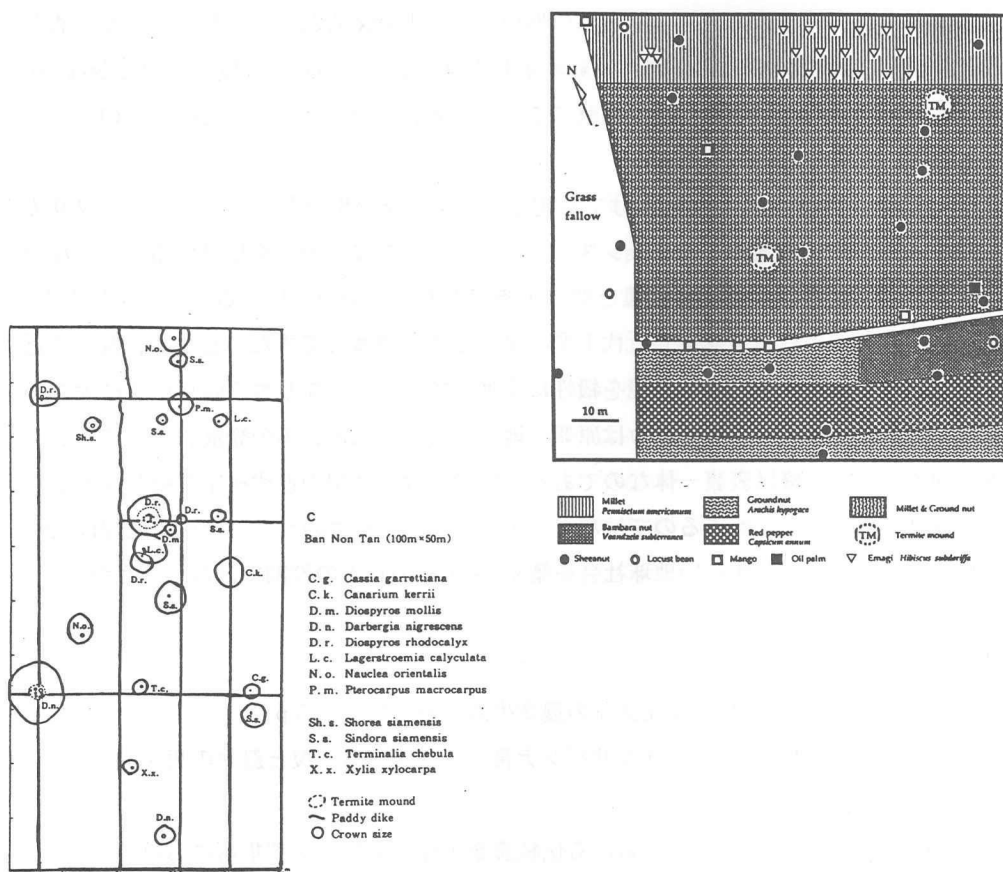 N
TM
Grass
fallow
TM
10 m
Millet
Pennisetum americanum
Groundnut
Arachis hypogace
Millet & Ground nut
Bambara nut
Voandzeia subterranea
Red pepper
Capsicum annum
TM
Termite mound
Sheanut
Locust bean
Mango
Oil palm
Emagi Hibiscus subdariffa
N.o.
S.s.
D.r.
P.m.
Sh.s.
S.s.
L.c.
D.r.
D.r.
S.s.
D.m
L.c.
D.r.
C.k.
S.s.
N.o.
T.c.
C.g.
D.n.
S.s.
X.x.
D.n.
C
Ban Non Tan (100m×50m)
C.g. Cassia garrettiana
C.k. Canarium kerrii
D.m. Diospyros mollis
D.n. Darbergia nigrescens
D.r. Diospyros rhodocalyx
L.c. Lagerstroemia calyculata
N.o. Nauclea orientalis
P.m. Pterocarpus macrocarpus
Sh.s. Shorea siamensis
S.s. Sindora siamensis
T.c. Terminalia chebula
X.x. Xylia xylocarpa
Termite mound
Paddy dike
Crown size